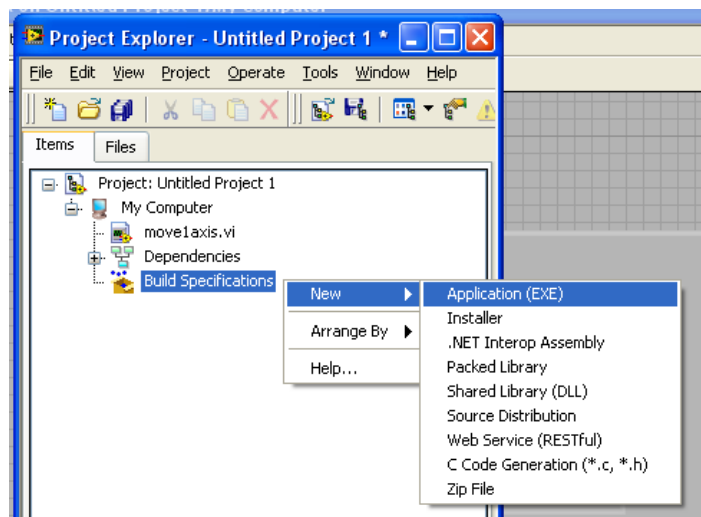 Project Explorer - Untitled Project 1 *
File Edit View Project Operate Tools Window Help
Items Files
Project: Untitled Project 1
My Computer
move1axis.vi
Dependencies
Build Specifications
New
Arrange By
Help...
Application (EXE)
Installer
.NET Interop Assembly
Packed Library
Shared Library (DLL)
Source Distribution
Web Service (RESTful)
C Code Generation (*.c, *.h)
Zip File